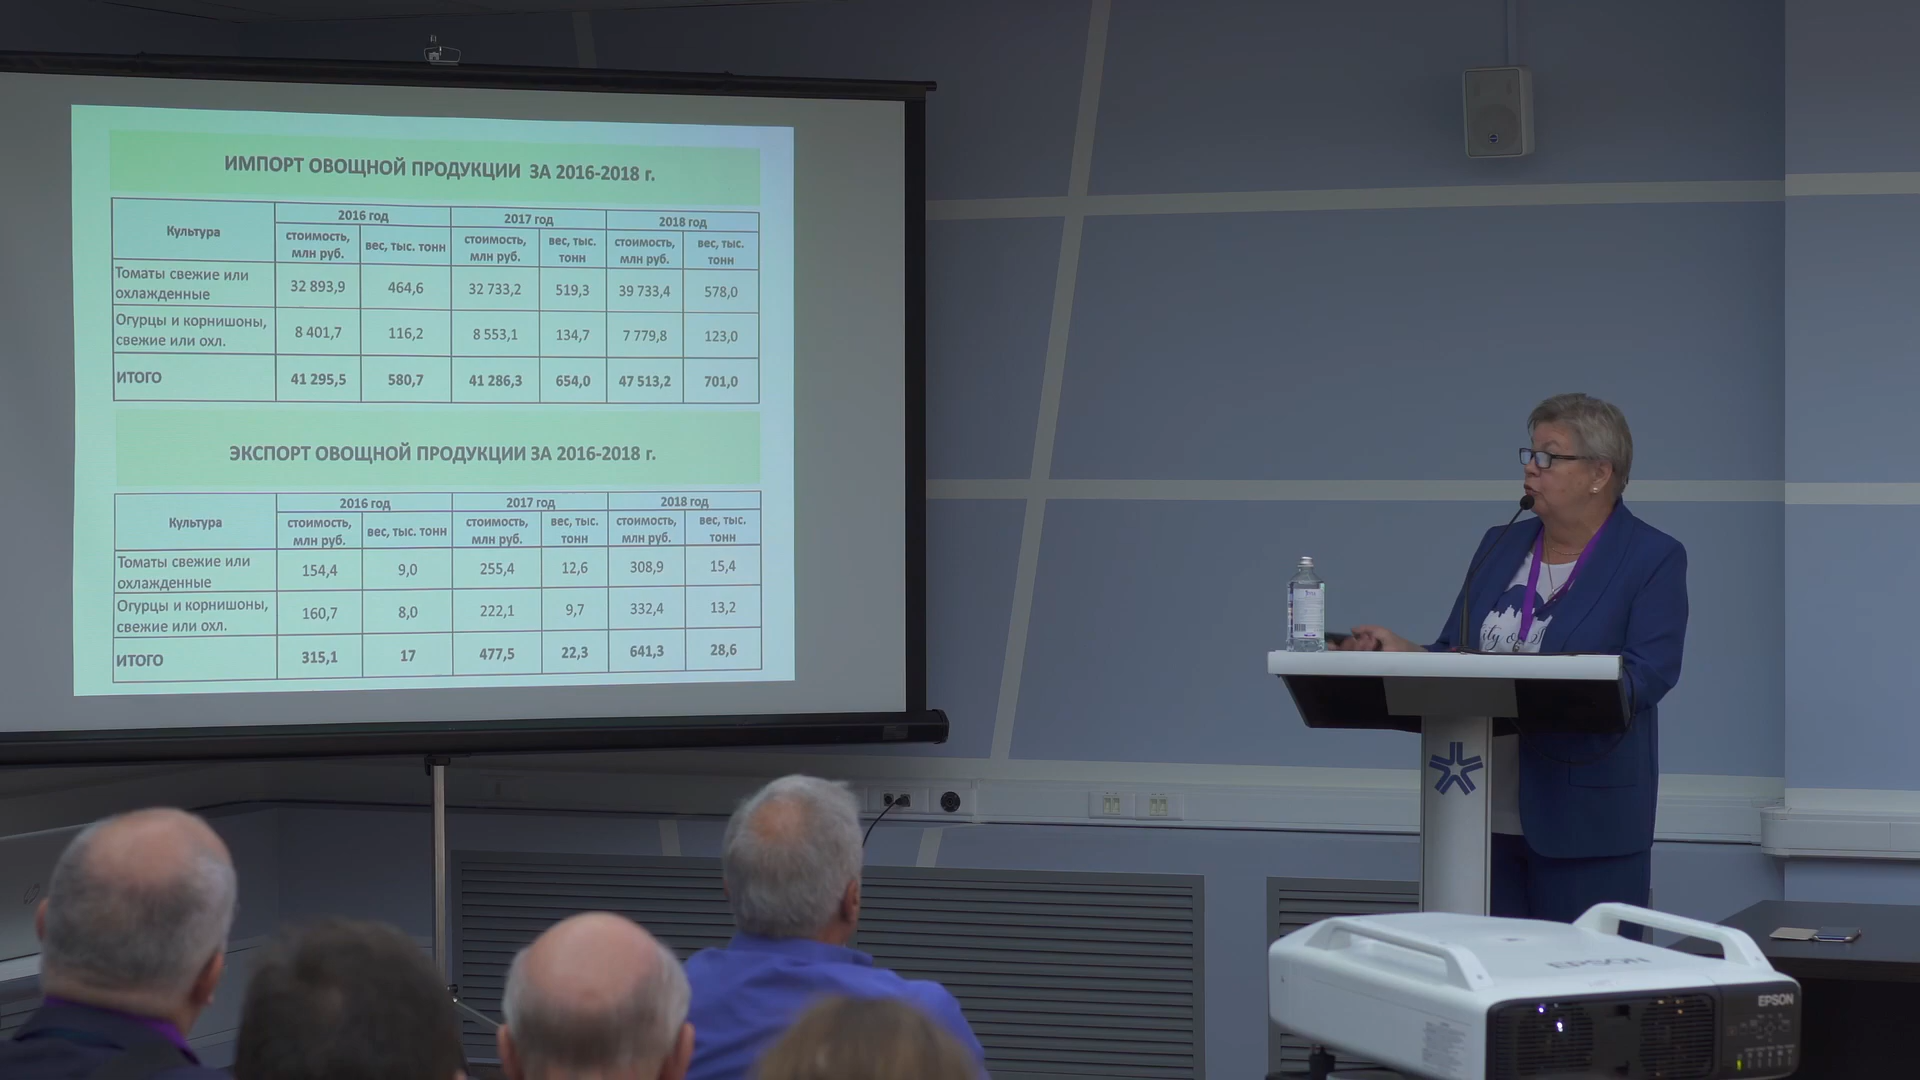 ИМПОРТ ОВОЩНОЙ ПРОДУКЦИИ ЗА 2016-2018 г.
Культура 2016 год 2017 год 2018 год
стоимость, млн руб. вес, тыс. тонн стоимость, млн руб. вес, тыс. тонн стоимость, млн руб. вес, тыс. тонн
Томаты свежие или охлажденные 32 893,9 464,6 32 733,2 519,3 39 733,4 578,0
Огурцы и корнишоны, свежие или охл. 8 401,7 116,2 8 553,1 134,7 7 779,8 123,0
ИТОГО 41 295,5 580,7 41 286,3 654,0 47 513,2 701,0
ЭКСПОРТ ОВОЩНОЙ ПРОДУКЦИИ ЗА 2016-2018 г.
Культура 2016 год 2017 год 2018 год
стоимость, млн руб. вес, тыс. тонн стоимость, млн руб. вес, тыс. тонн стоимость, млн руб. вес, тыс. тонн
Томаты свежие или охлажденные 154,4 9,0 255,4 12,6 308,9 15,4
Огурцы и корнишоны, свежие или охл. 160,7 8,0 222,1 9,7 332,4 13,2
ИТОГО 315,1 17 477,5 22,3 641,3 28,6
EPSON
EPSON